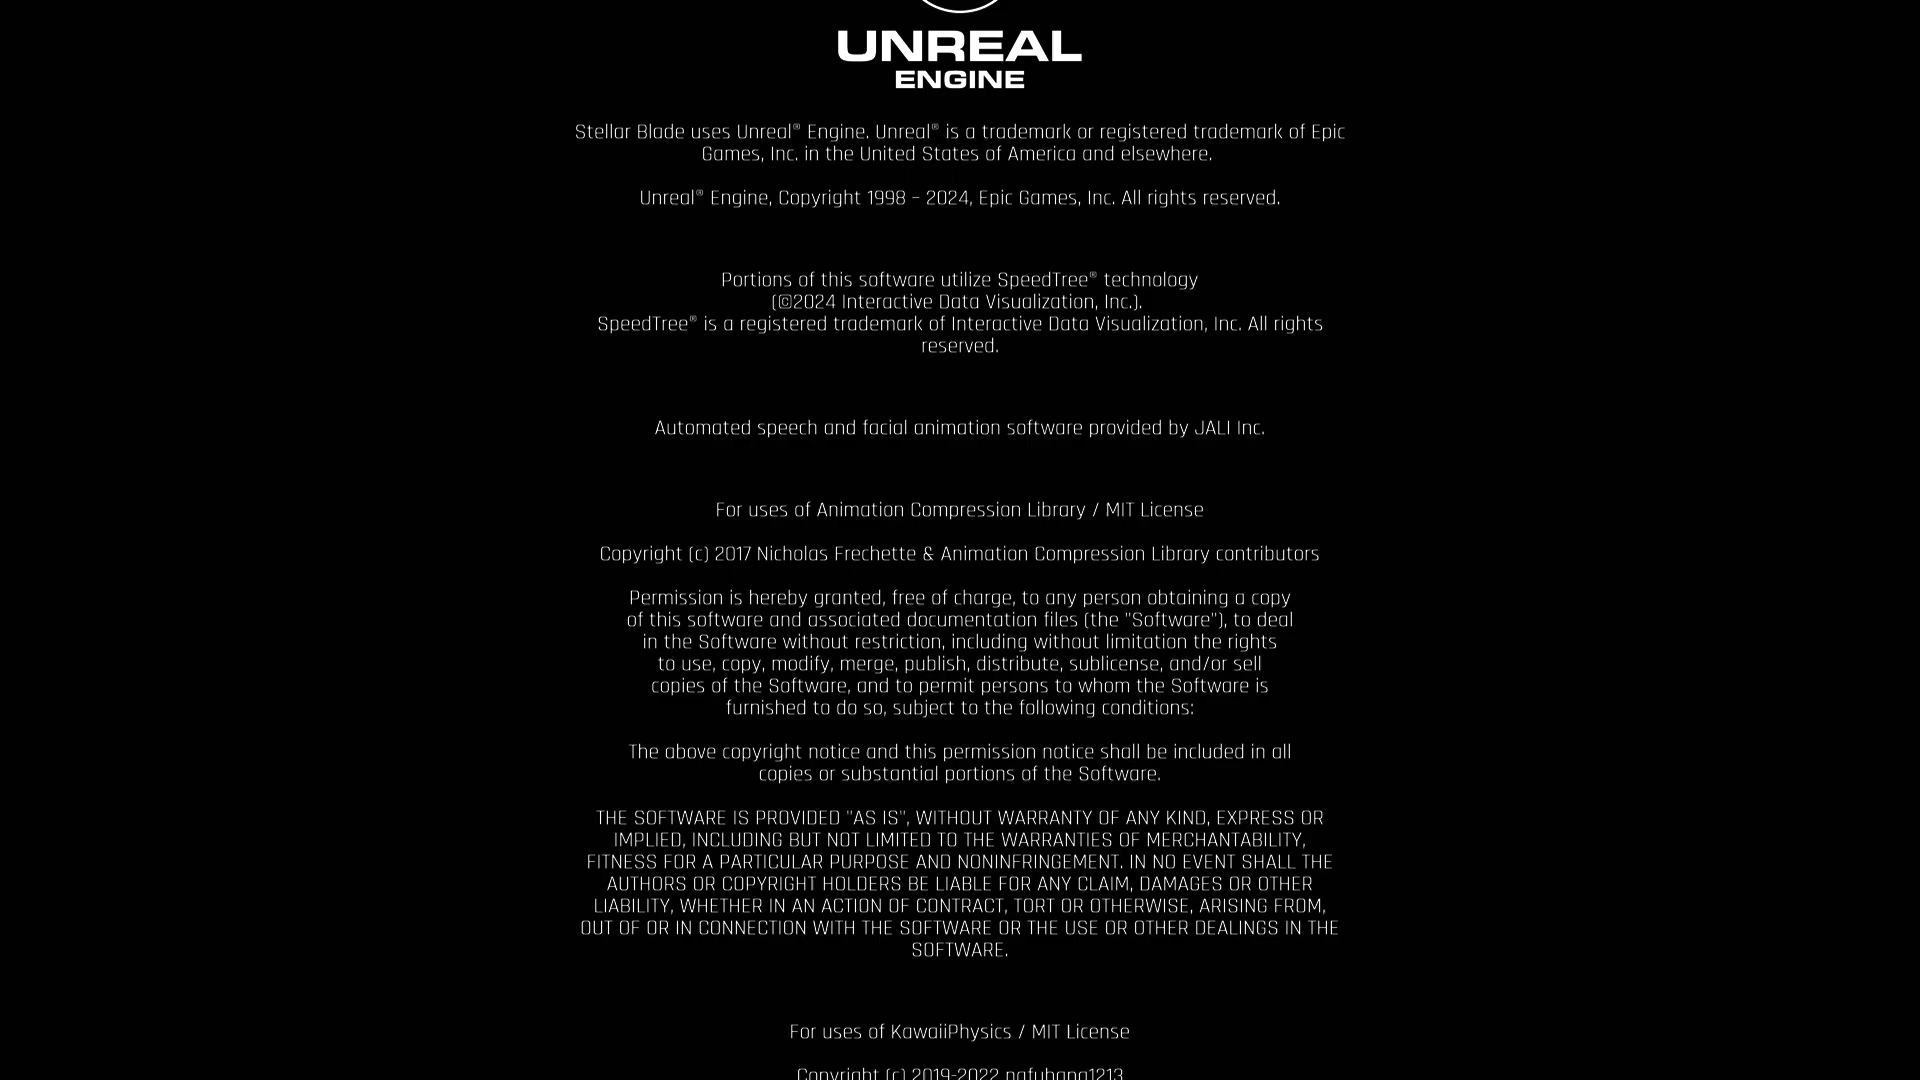 UNREAL
ENGINE
Stellar Blade uses Unreal® Engine. Unreal® is a trademark or registered trademark of Epic
Games, Inc. in the United States of America and elsewhere.
Unreal® Engine, Copyright 1998 – 2024, Epic Games, Inc. All rights reserved.
Portions of this software utilize SpeedTree® technology
(©2024 Interactive Data Visualization, Inc.).
SpeedTree® is a registered trademark of Interactive Data Visualization, Inc. All rights
reserved.
Automated speech and facial animation software provided by JALI Inc.
For uses of Animation Compression Library / MIT License
Copyright (c) 2017 Nicholas Frechette & Animation Compression Library contributors
Permission is hereby granted, free of charge, to any person obtaining a copy
of this software and associated documentation files (the "Software"), to deal
in the Software without restriction, including without limitation the rights
to use, copy, modify, merge, publish, distribute, sublicense, and/or sell
copies of the Software, and to permit persons to whom the Software is
furnished to do so, subject to the following conditions:
The above copyright notice and this permission notice shall be included in all
copies or substantial portions of the Software.
THE SOFTWARE IS PROVIDED "AS IS", WITHOUT WARRANTY OF ANY KIND, EXPRESS OR
IMPLIED, INCLUDING BUT NOT LIMITED TO THE WARRANTIES OF MERCHANTABILITY,
FITNESS FOR A PARTICULAR PURPOSE AND NONINFRINGEMENT. IN NO EVENT SHALL THE
AUTHORS OR COPYRIGHT HOLDERS BE LIABLE FOR ANY CLAIM, DAMAGES OR OTHER
LIABILITY, WHETHER IN AN ACTION OF CONTRACT, TORT OR OTHERWISE, ARISING FROM,
OUT OF OR IN CONNECTION WITH THE SOFTWARE OR THE USE OR OTHER DEALINGS IN THE
SOFTWARE.
For uses of KawaiiPhysics / MIT License
Copyright (c) 2019-2022 pafuhana1213